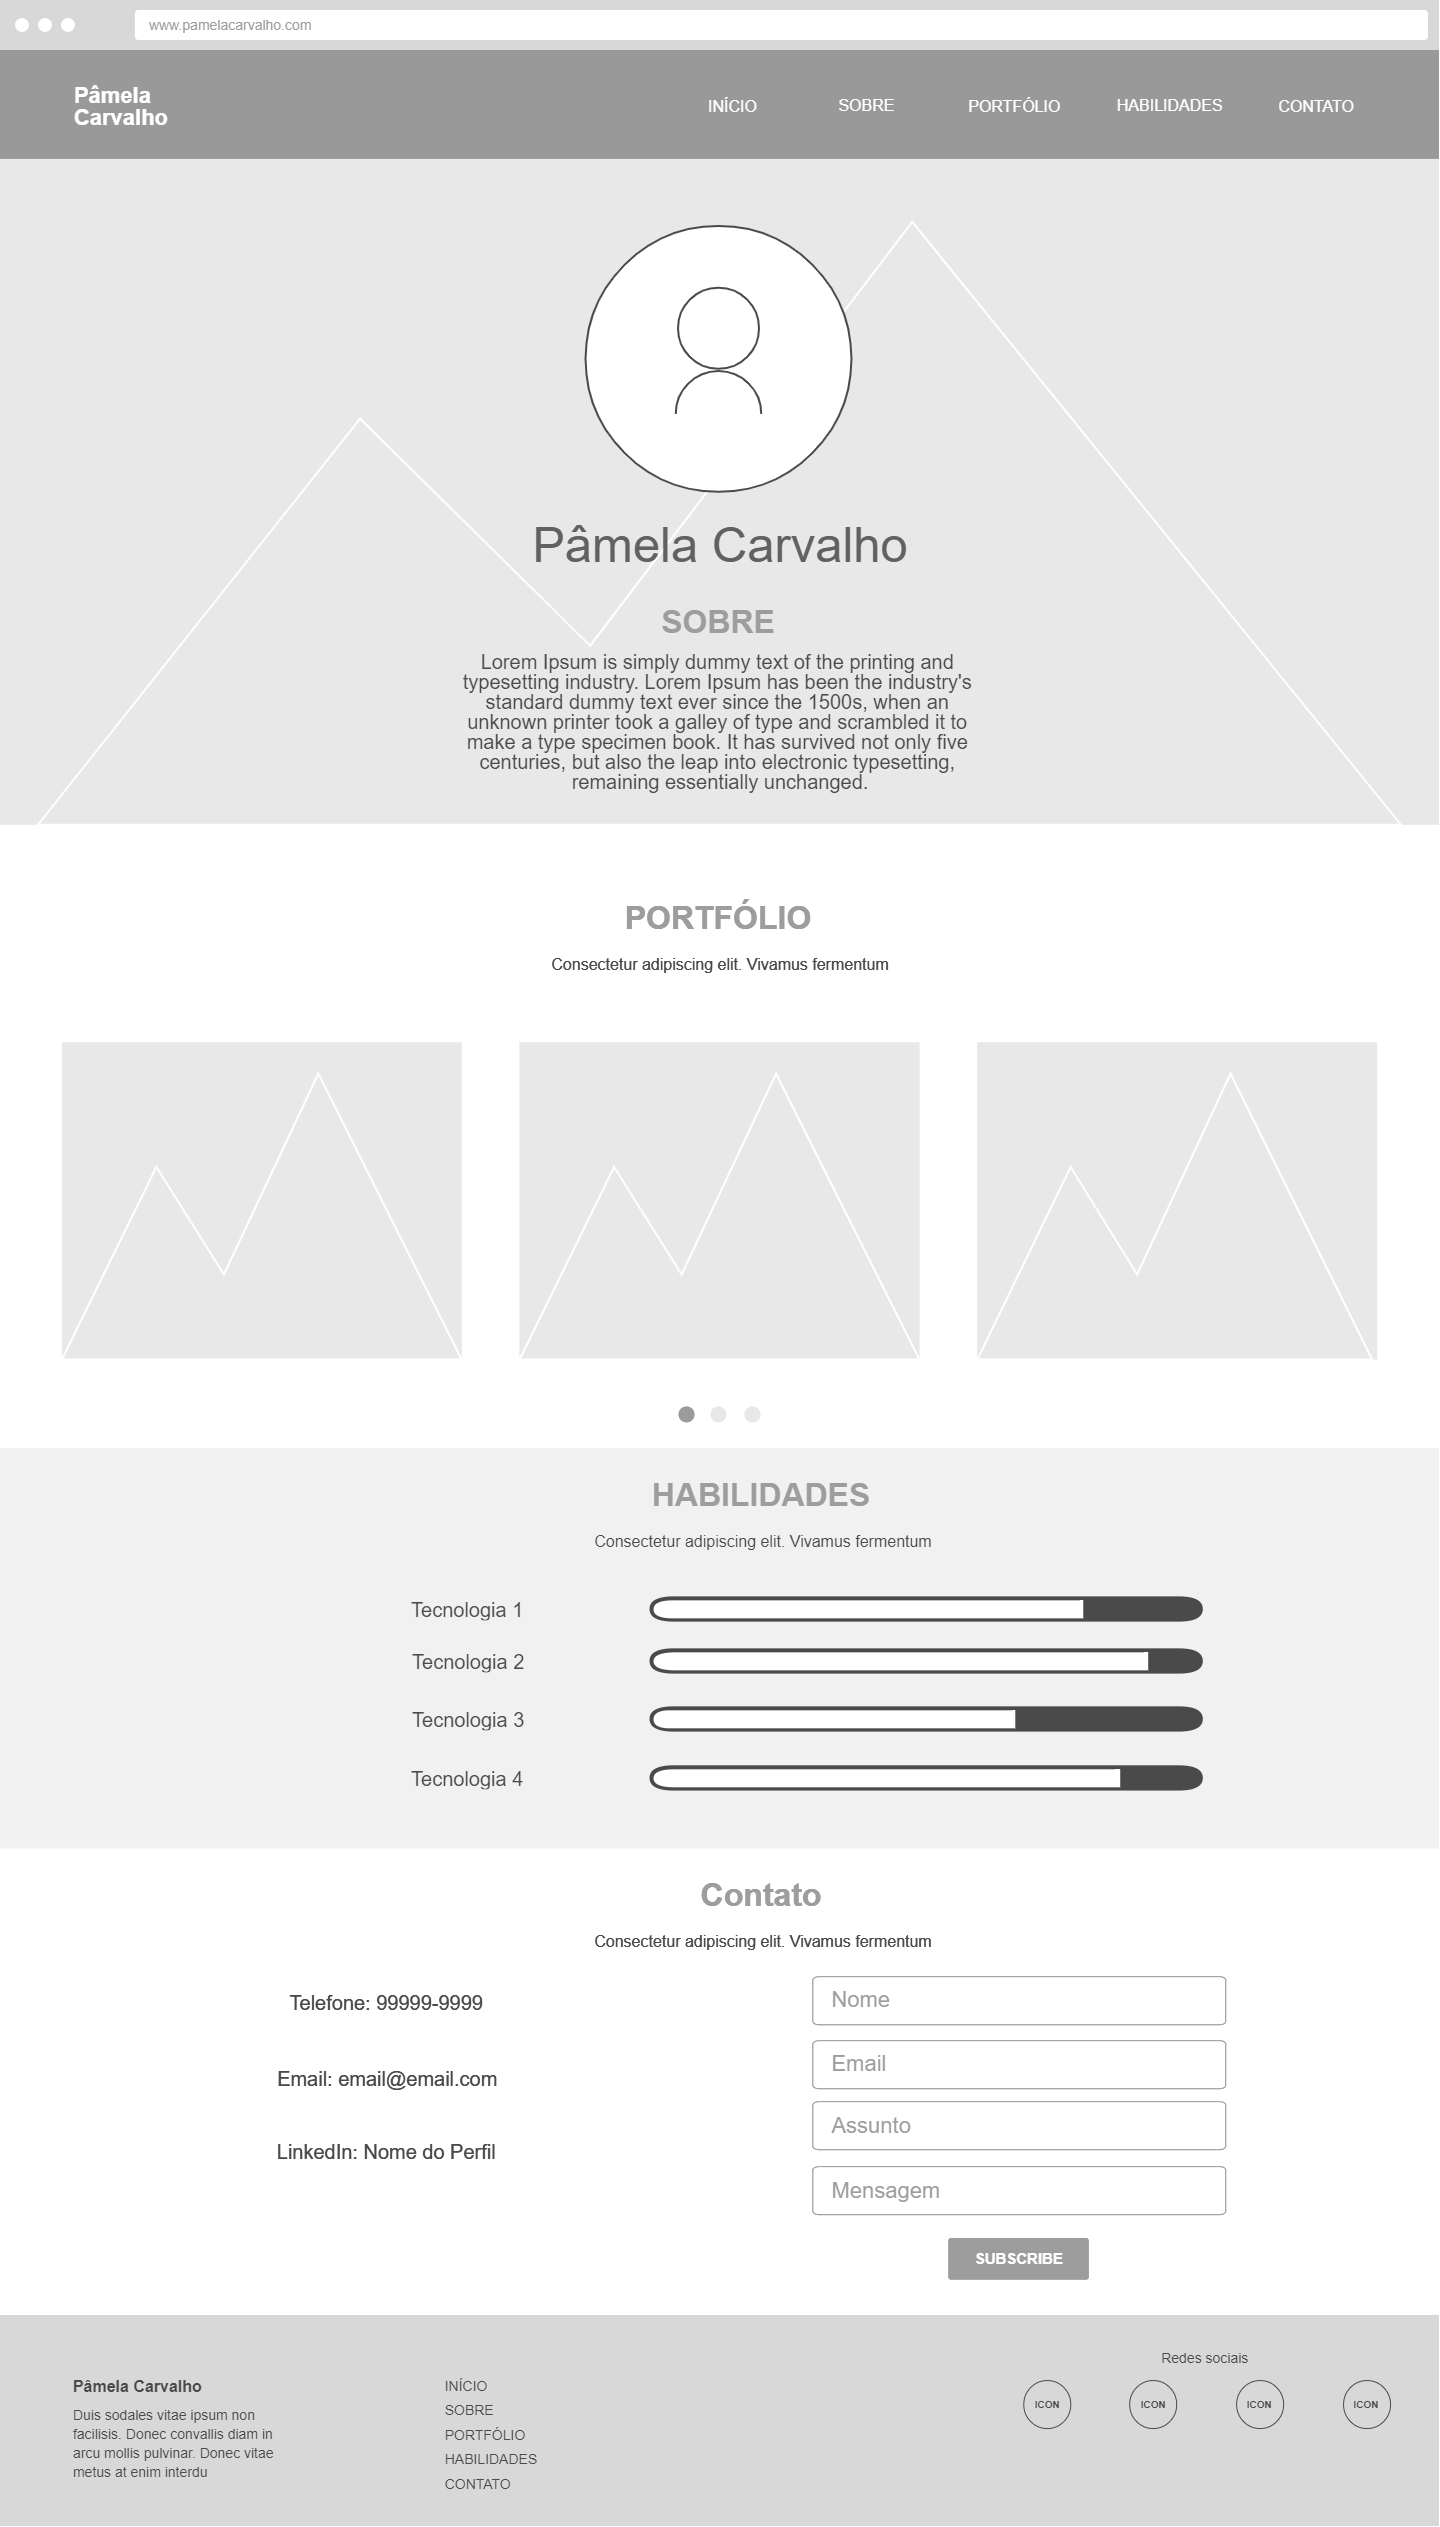 www.pamelacarvalho.com
Pâmela
Carvalho
INÍCIO
SOBRE
PORTFÓLIO
HABILIDADES
CONTATO
Pâmela Carvalho
SOBRE
Lorem Ipsum is simply dummy text of the printing and
typesetting industry. Lorem Ipsum has been the industry's
standard dummy text ever since the 1500s, when an
unknown printer took a galley of type and scrambled it to
make a type specimen book. It has survived not only five
centuries, but also the leap into electronic typesetting,
remaining essentially unchanged.
PORTFÓLIO
Consectetur adipiscing elit. Vivamus fermentum
HABILIDADES
Consectetur adipiscing elit. Vivamus fermentum
Tecnologia 1
Tecnologia 2
Tecnologia 3
Tecnologia 4
Contato
Consectetur adipiscing elit. Vivamus fermentum
Telefone: 99999-9999
Email: email@email.com
LinkedIn: Nome do Perfil
Nome
Email
Assunto
Mensagem
SUBSCRIBE
Pâmela Carvalho
Duis sodales vitae ipsum non
facilisis. Donec convallis diam in
arcu mollis pulvinar. Donec vitae
metus at enim interdu
INÍCIO
SOBRE
PORTFÓLIO
HABILIDADES
CONTATO
Redes sociais
ICON
ICON
ICON
ICON